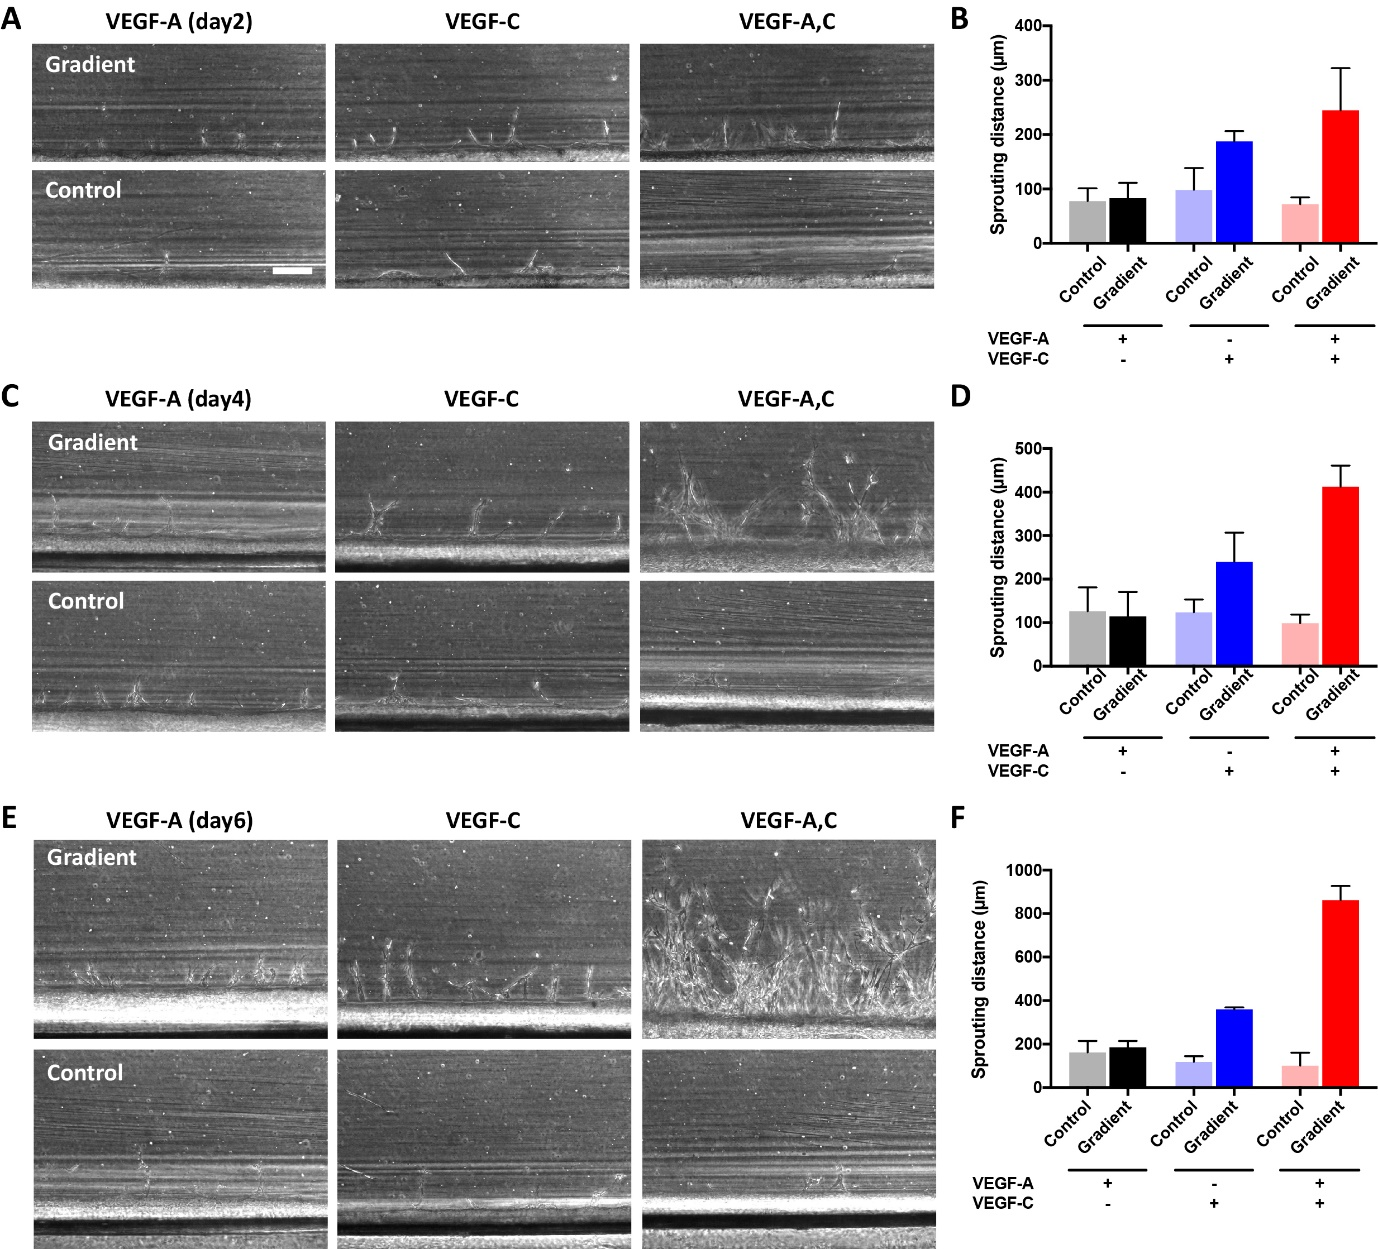 A
VEGF-A (day2)
VEGF-C
VEGF-A,C
Gradient
Control
B
Sprouting distance (µm)
400
300
200
100
0
Control
Gradient
Control
Gradient
Control
Gradient
VEGF-A + - +
VEGF-C - + +
C
VEGF-A (day4)
VEGF-C
VEGF-A,C
Gradient
Control
D
Sprouting distance (µm)
500
400
300
200
100
0
Control
Gradient
Control
Gradient
Control
Gradient
VEGF-A + - +
VEGF-C - + +
E
VEGF-A (day6)
VEGF-C
VEGF-A,C
Gradient
Control
F
Sprouting distance (µm)
1000
800
600
400
200
0
Control
Gradient
Control
Gradient
Control
Gradient
VEGF-A + - +
VEGF-C - + +